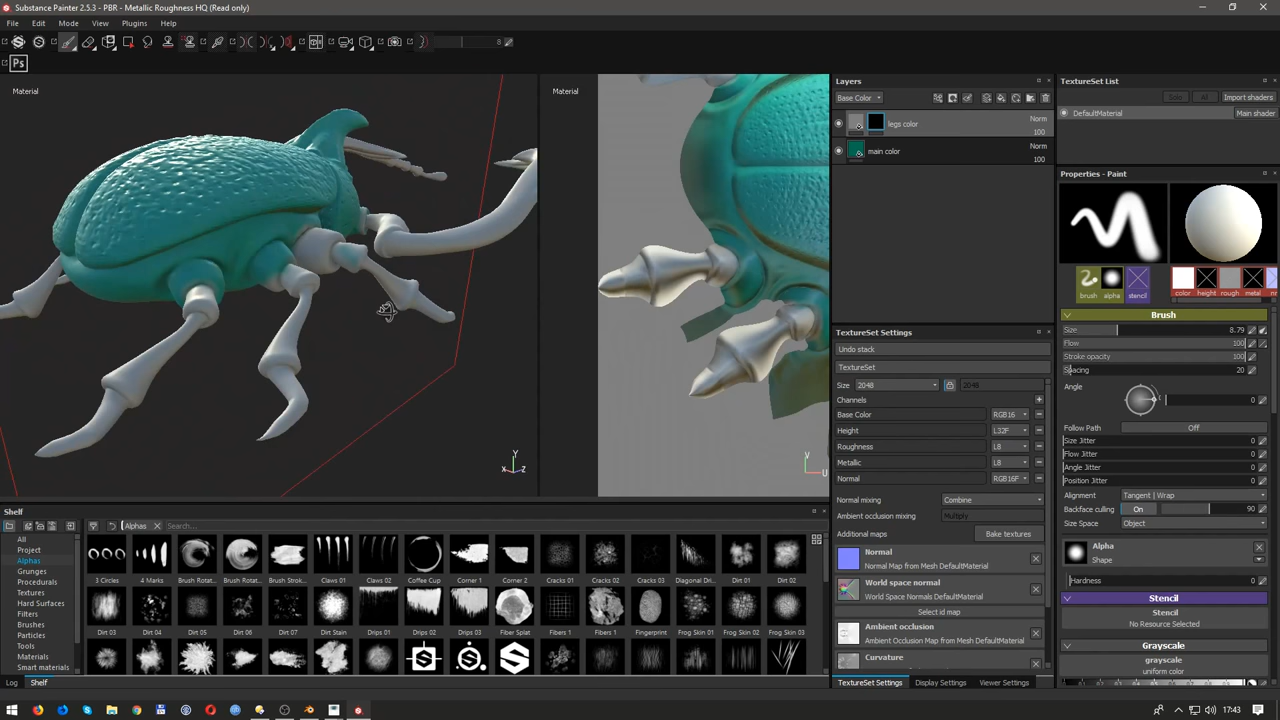 Substance Painter 2.5.3 - PBR - Metallic Roughness HQ (Read only)
File Edit Mode Plugins Help
8
Ps
Material
Material
Y
X Z
V
U
Layers
Base Color
legs color Norm 100
main color Norm 100
TextureSet List
Solo All Import shaders
DefaultMaterial Main shader
TextureSet Settings
Undo stack
TextureSet
Size 2048 2048
Channels
Base Color RGB16
Height L32F
Roughness L8
Metallic L8
Normal RGB16F
Normal mixing Combine
Ambient occlusion mixing Multiply
Additional maps Bake textures
Normal
Normal Map from Mesh DefaultMaterial
World space normal
World Space Normals DefaultMaterial
Select id map
Ambient occlusion
Ambient Occlusion Map from Mesh DefaultMaterial
Curvature
TextureSet Settings Display Settings Viewer Settings
Properties - Paint
brush alpha stencil color height rough metal
Brush
Size 8.79
Flow 100
Stroke opacity 100
Spacing 20
Angle 0
Follow Path Off
Size Jitter 0
Flow Jitter 0
Angle Jitter 0
Position Jitter 0
Alignment Tangent | Wrap
Backface culling On 90
Size Space Object
Alpha
Shape
Hardness 0
Stencil
Stencil
No Resource Selected
Grayscale
grayscale
uniform color
Shelf
Alphas Search...
All
Project
Alphas
Grunges
Procedurals
Textures
Hard Surfaces
Filters
Brushes
Particles
Tools
Materials
Smart materials
3 Circles 4 Marks Brush Rotat... Brush Rotat... Brush Strok... Claws 01 Claws 02 Coffee Cup Corner 1 Corner 2 Cracks 01 Cracks 02 Cracks 03 Diagonal Dri... Dirt 01 Dirt 02
Dirt 03 Dirt 04 Dirt 05 Dirt 06 Dirt 07 Dirt Stain Drips 01 Drips 02 Drips 03 Fiber Splat Fibers 1 Fibers 1 Fingerprint Frog Skin 01 Frog Skin 02 Frog Skin 03
Log Shelf
17:43